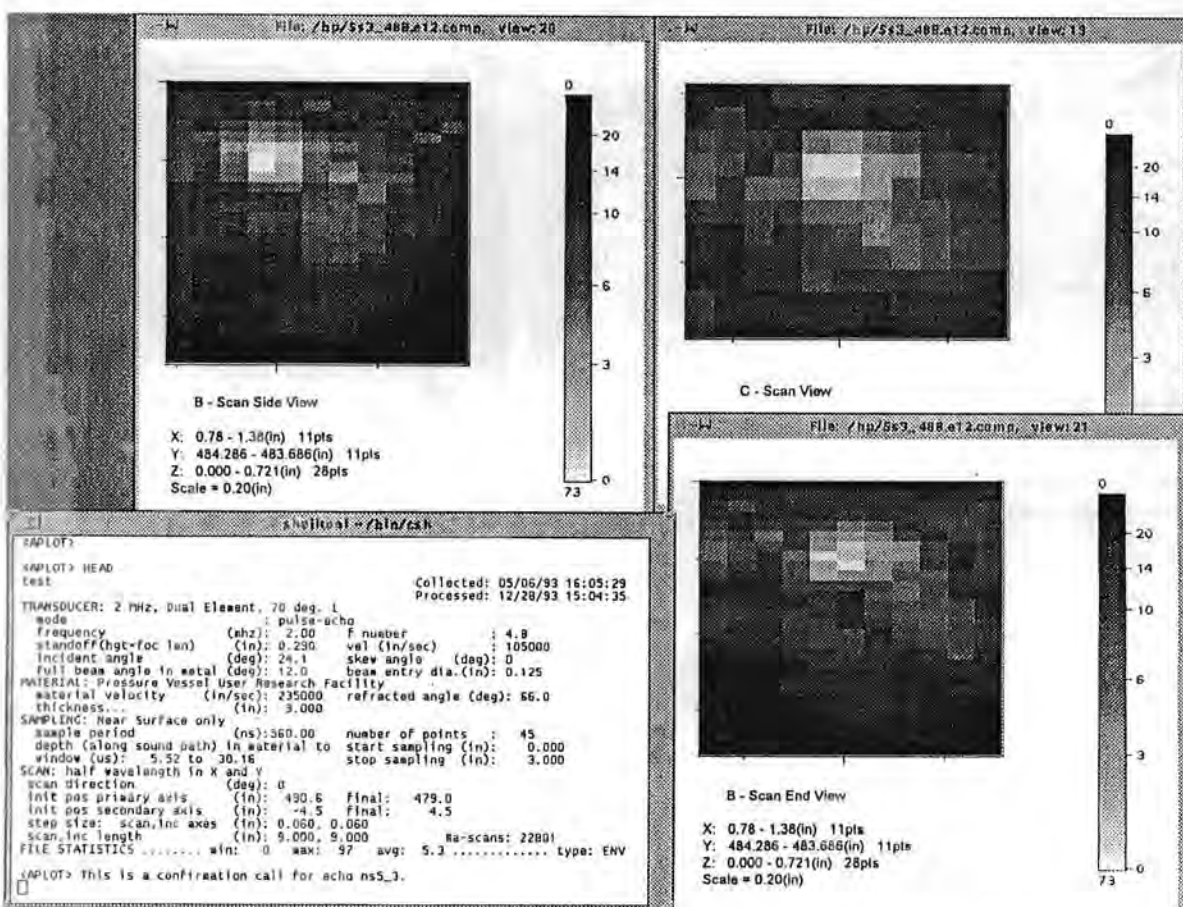 File: /hp/5s3_488.e12.comp, view: 20
0
20
14
10
6
3
0
73
B - Scan Side View
X: 0.78 - 1.38(in) 11pts
Y: 484.286 - 483.686(in) 11pts
Z: 0.000 - 0.721(in) 28pts
Scale = 0.20(in)
File: /hp/5s3_488.e12.comp, view: 19
0
20
14
10
6
3
C - Scan View
File: /hp/5s3_488.e12.comp, view: 21
0
20
14
10
6
3
0
73
B - Scan End View
X: 0.78 - 1.38(in) 11pts
Y: 484.286 - 483.686(in) 11pts
Z: 0.000 - 0.721(in) 28pts
Scale = 0.20(in)
shelltool - /bin/csh
<APLOT>
<APLOT> HEAD
test Collected: 05/06/93 16:05:29
Processed: 12/28/93 15:04:35
TRANSDUCER: 2 MHz, Dual Element, 70 deg. L
mode : pulse-echo
frequency (mhz): 2.00 f number : 4.8
standoff(hgt-foc len) (in): 0.290 vel (in/sec) : 105000
incident angle (deg): 24.1 skew angle (deg): 0
full beam angle in metal (deg): 12.0 beam entry dia.(in): 0.125
MATERIAL: Pressure Vessel User Research Facility
material velocity (in/sec): 235000 refracted angle (deg): 66.0
thickness... (in): 3.000
SAMPLING: Near Surface only
sample period (ns):560.00 number of points : 45
depth (along sound path) in material to start sampling (in): 0.000
window (us): 5.52 to 30.16 stop sampling (in): 3.000
SCAN: half wavelength in X and Y
scan direction (deg): 0
init pos primary axis (in): 490.6 final: 479.0
init pos secondary axis (in): -4.5 final: 4.5
step size: scan,inc axes (in): 0.060, 0.060
scan,inc length (in): 9.000, 9.000 #a-scans: 22801
FILE STATISTICS ........ min: 0 max: 97 avg: 5.3 ............. type: ENV
<APLOT> This is a confirmation call for echo ns5_3.